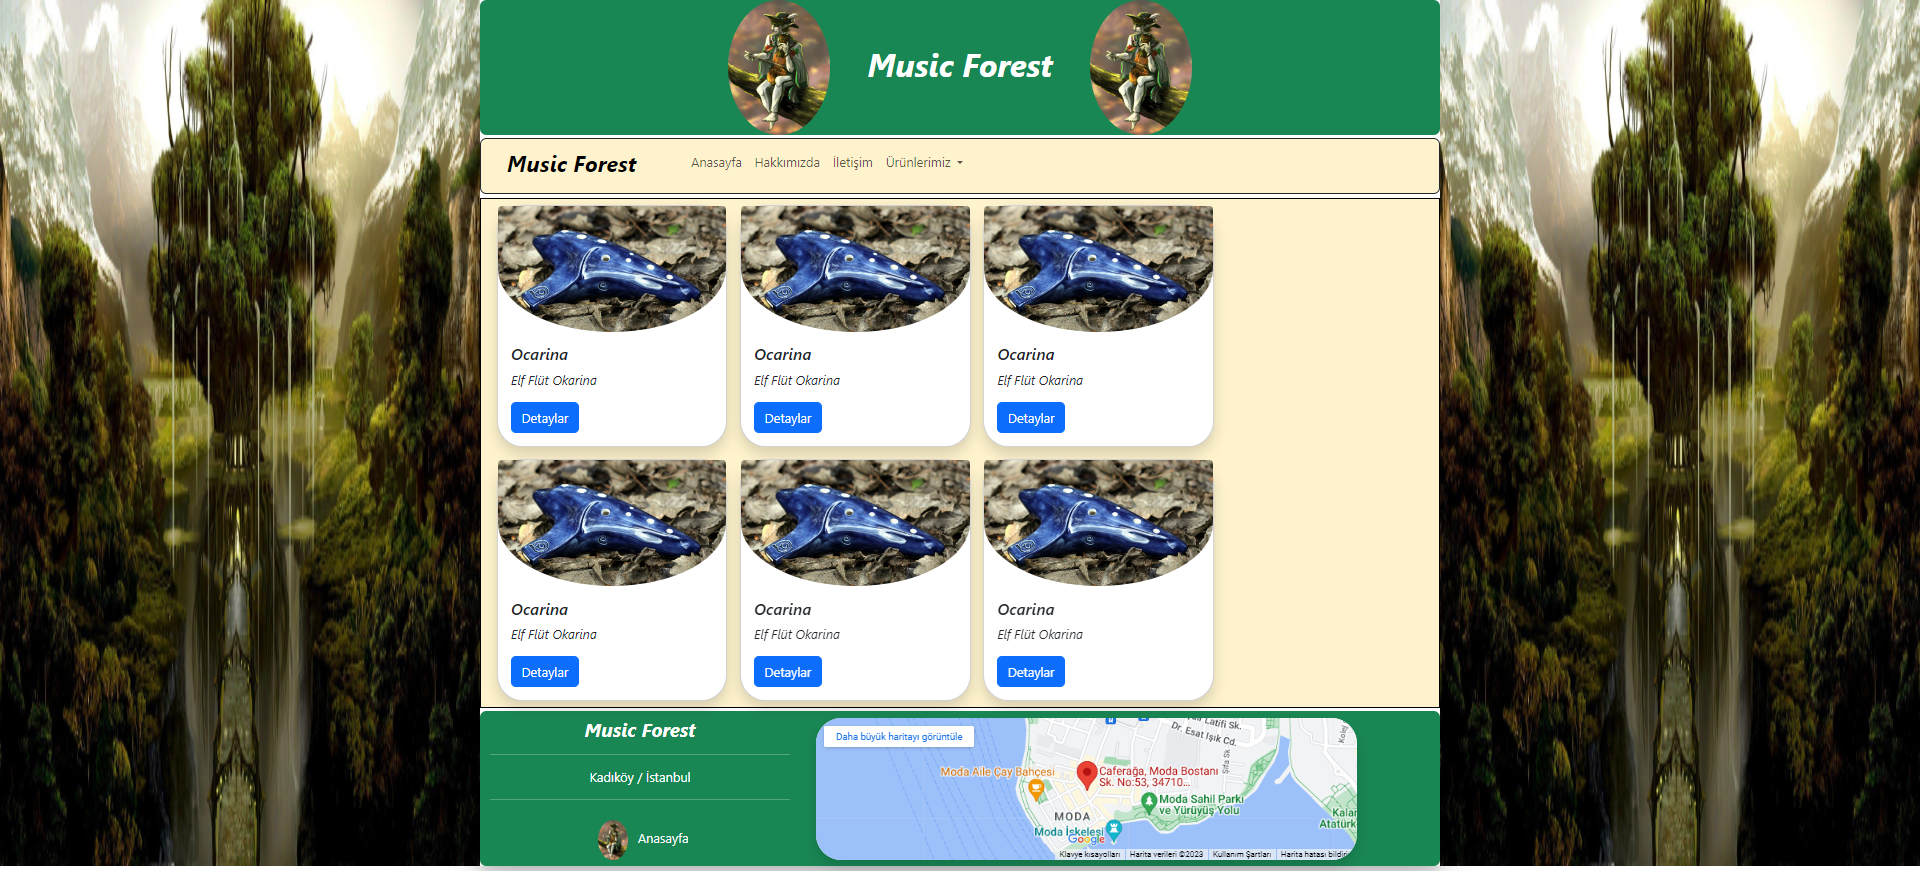 Music Forest
Music Forest
Anasayfa Hakkımızda İletişim Ürünlerimiz
Ocarina
Elf Flüt Okarina
Detaylar
Ocarina
Elf Flüt Okarina
Detaylar
Ocarina
Elf Flüt Okarina
Detaylar
Ocarina
Elf Flüt Okarina
Detaylar
Ocarina
Elf Flüt Okarina
Detaylar
Ocarina
Elf Flüt Okarina
Detaylar
Music Forest
Kadıköy / İstanbul
Anasayfa
Daha büyük haritayı görüntüle
Latifi Sk.
Dr. Esat Işık Cd.
Şifa Sk
Moda Aile Çay Bahçesi
Caferağa, Moda Bostanı
Sk. No:53, 34710...
Moda Sahil Parkı
ve Yürüyüş Yolu
MODA
Moda İskelesi
Google
Atatürk
Klavye kısayolları
Harita verileri ©2023
Kullanım Şartları
Harita hatası bildir